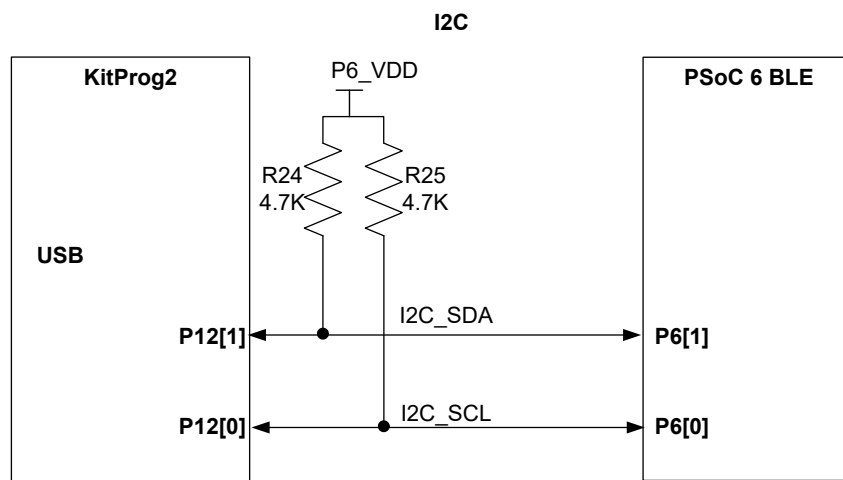 I2C
KitProg2
P6_VDD
PSoC 6 BLE
R24
4.7K
R25
4.7K
USB
P12[1]
I2C_SDA
P6[1]
P12[0]
I2C_SCL
P6[0]